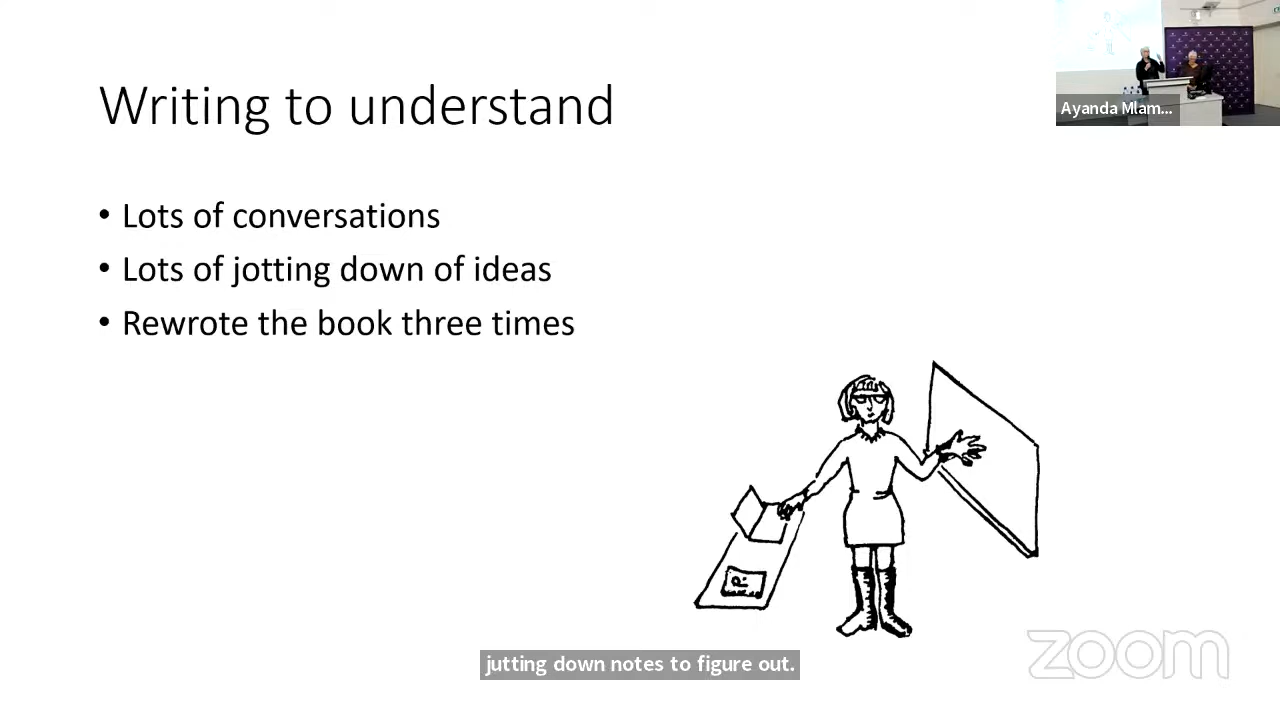 Writing to understand
Ayanda Mlam...
• Lots of conversations
• Lots of jotting down of ideas
• Rewrote the book three times
jutting down notes to figure out.
zoom